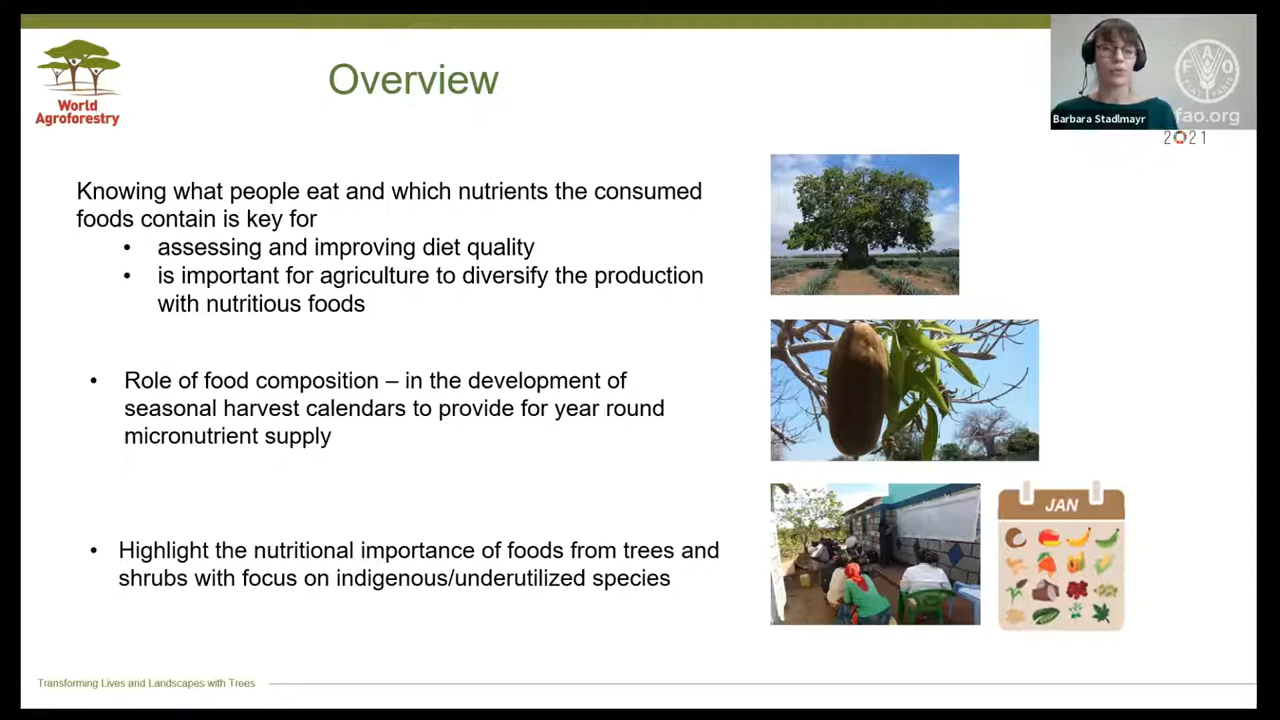 World
Agroforestry
Overview
FAO
FIAT PANIS
fao.org
Barbara Stadlmayr
2021
Knowing what people eat and which nutrients the consumed
foods contain is key for
• assessing and improving diet quality
• is important for agriculture to diversify the production
with nutritious foods
• Role of food composition – in the development of
seasonal harvest calendars to provide for year round
micronutrient supply
JAN
• Highlight the nutritional importance of foods from trees and
shrubs with focus on indigenous/underutilized species
Transforming Lives and Landscapes with Trees